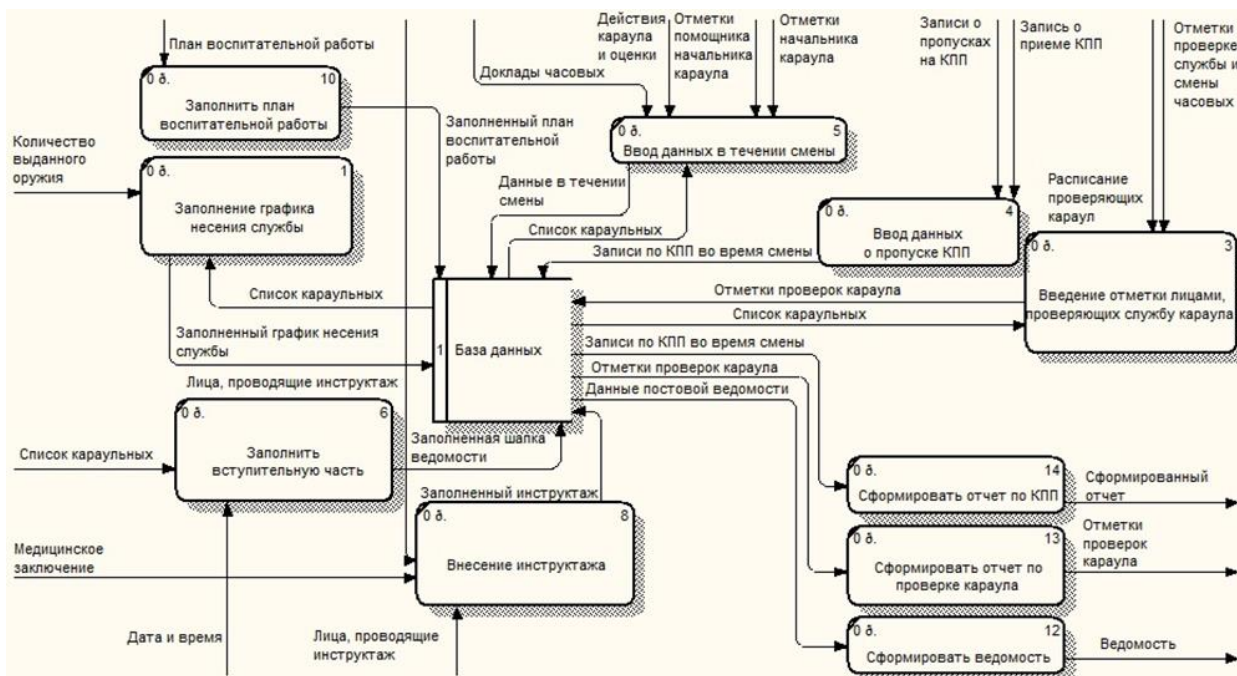 План воспитательной работы
0 ð.
10
Заполнить план
воспитательной работы
Количество
выданного
оружия
0 ð.
1
Заполнение графика
несения службы
Заполненный план
воспитательной
работы
Доклады часовых
Действия
караула
и оценки
Отметки
помощника
начальника
караула
Отметки
начальника
караула
0 ð.
5
Ввод данных в течении смены
Записи о
пропусках
на КПП
Запись о
приеме КПП
Отметки о
проверке
службы и
смены
часовых
Расписание
проверяющих
караул
0 ð.
4
Ввод данных
о пропуске КПП
0 ð.
3
Введение отметки лицами,
проверяющих службу караула
Данные в течении
смены
Список караульных
Записи по КПП во время смены
Список караульных
Отметки проверок караула
Список караульных
Заполненный график несения
службы
1
База данных
Записи по КПП во время смены
Отметки проверок караула
Данные постовой ведомости
Лица, проводящие инструктаж
0 ð.
6
Заполнить
вступительную часть
Список караульных
Заполненная шапка
ведомости
Заполненный инструктаж
0 ð.
8
Внесение инструктажа
Медицинское
заключение
Дата и время
Лица, проводящие
инструктаж
0 ð.
14
Сформировать отчет по КПП
Сформированный
отчет
0 ð.
13
Сформировать отчет по
проверке караула
Отметки
проверок
караула
0 ð.
12
Сформировать ведомость
Ведомость